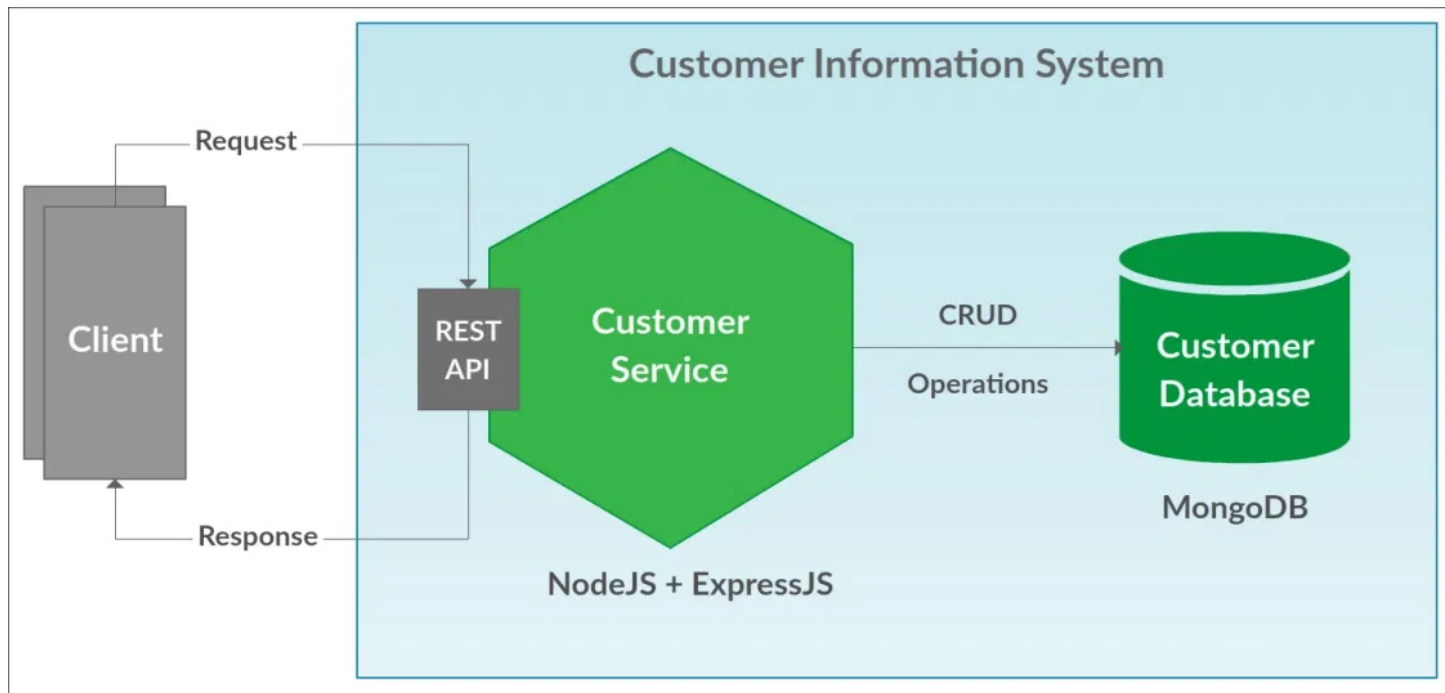 Customer Information System
Request
Client
REST
API
Customer
Service
CRUD
Operations
Customer
Database
MongoDB
Response
NodeJS + ExpressJS